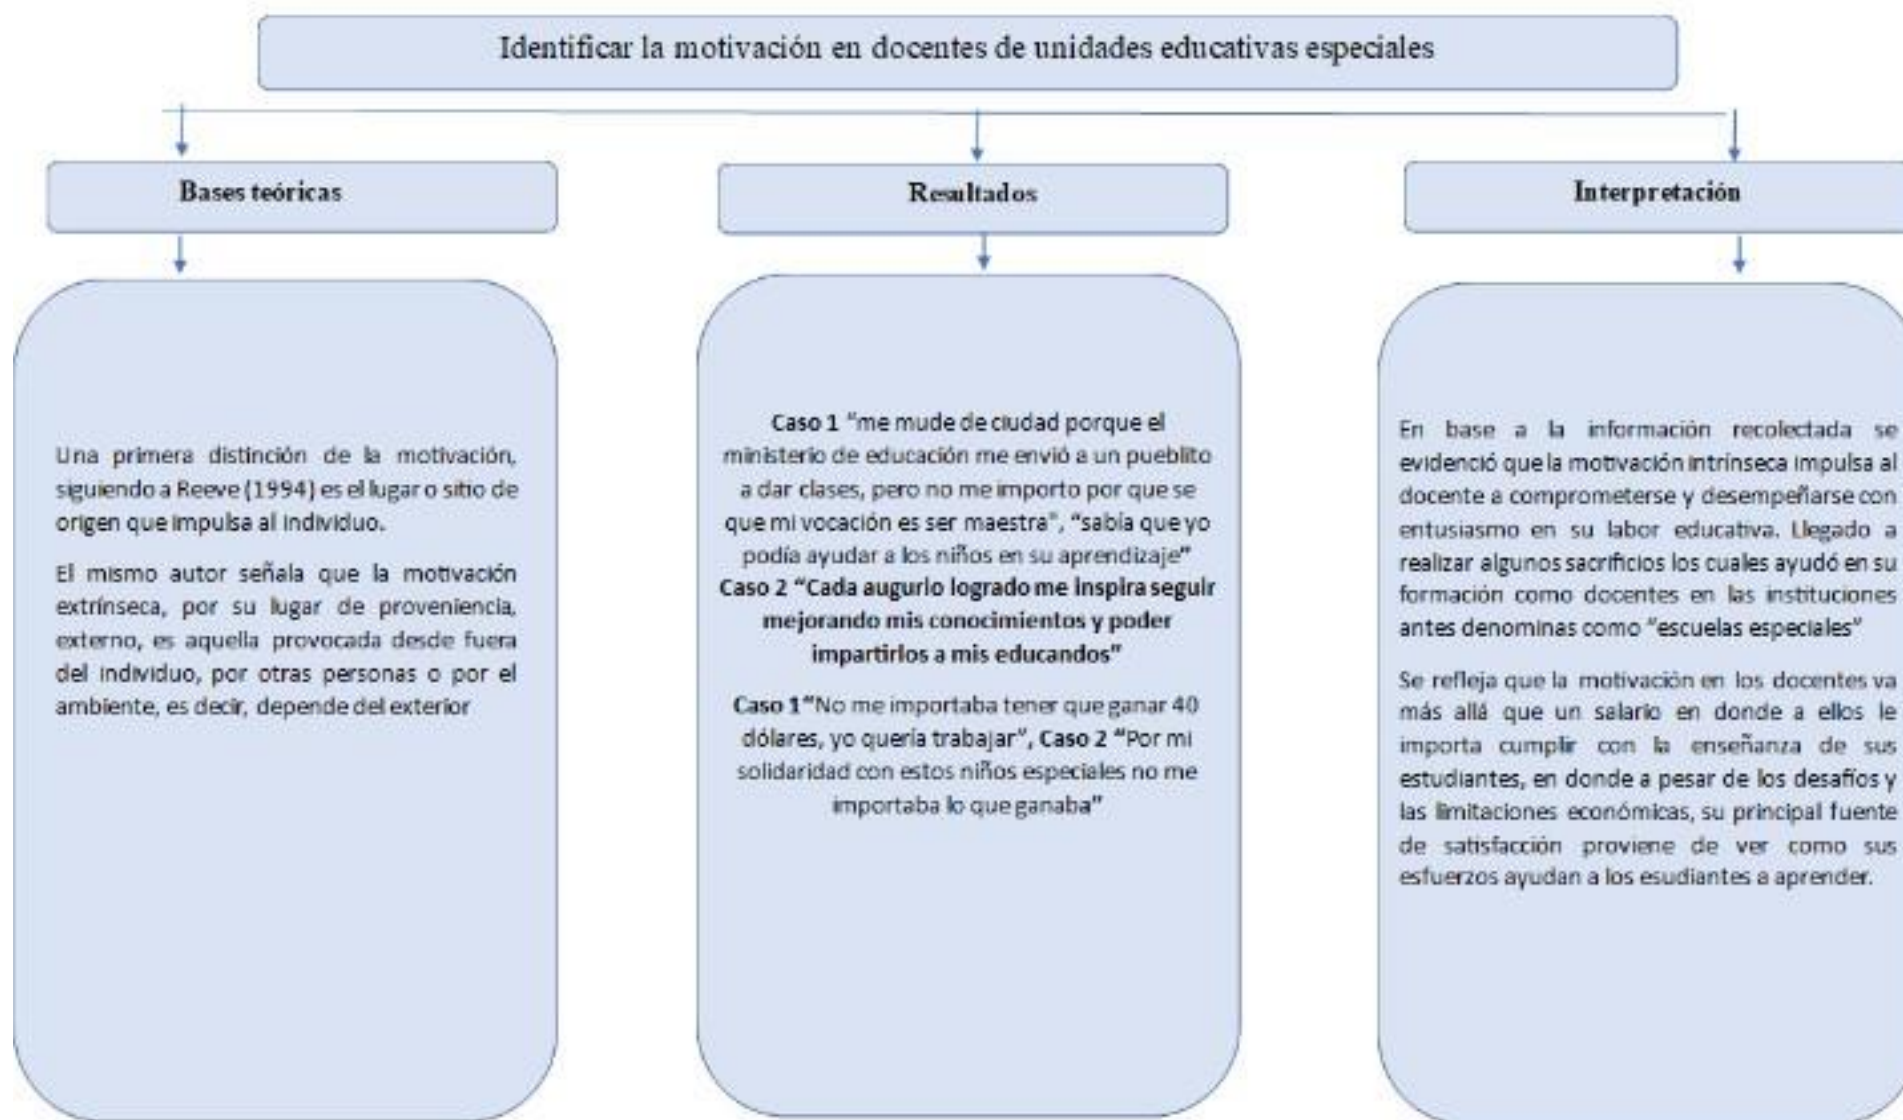 Identificar la motivación en docentes de unidades educativas especiales
Bases teóricas
Una primera distinción de la motivación,
siguiendo a Reeve (1994) es el lugar o sitio de
origen que impulsa al individuo.
El mismo autor señala que la motivación
extrínseca, por su lugar de proveniencia,
externo, es aquella provocada desde fuera
del individuo, por otras personas o por el
ambiente, es decir, depende del exterior
Resultados
Caso 1 “me mude de ciudad porque el
ministerio de educación me envió a un pueblito
a dar clases, pero no me importo por que se
que mi vocación es ser maestra”, “sabía que yo
podía ayudar a los niños en su aprendizaje”
Caso 2 “Cada augurio logrado me inspira seguir
mejorando mis conocimientos y poder
impartirlos a mis educandos”
Caso 1“No me importaba tener que ganar 40
dólares, yo quería trabajar”, Caso 2 “Por mi
solidaridad con estos niños especiales no me
importaba lo que ganaba”
Interpretación
En base a la información recolectada se
evidenció que la motivación intrínseca impulsa al
docente a comprometerse y desempeñarse con
entusiasmo en su labor educativa. Llegado a
realizar algunos sacrificios los cuales ayudó en su
formación como docentes en las instituciones
antes denominas como “escuelas especiales”
Se refleja que la motivación en los docentes va
más allá que un salario en donde a ellos le
importa cumplir con la enseñanza de sus
estudiantes, en donde a pesar de los desafíos y
las limitaciones económicas, su principal fuente
de satisfacción proviene de ver como sus
esfuerzos ayudan a los esudiantes a aprender.